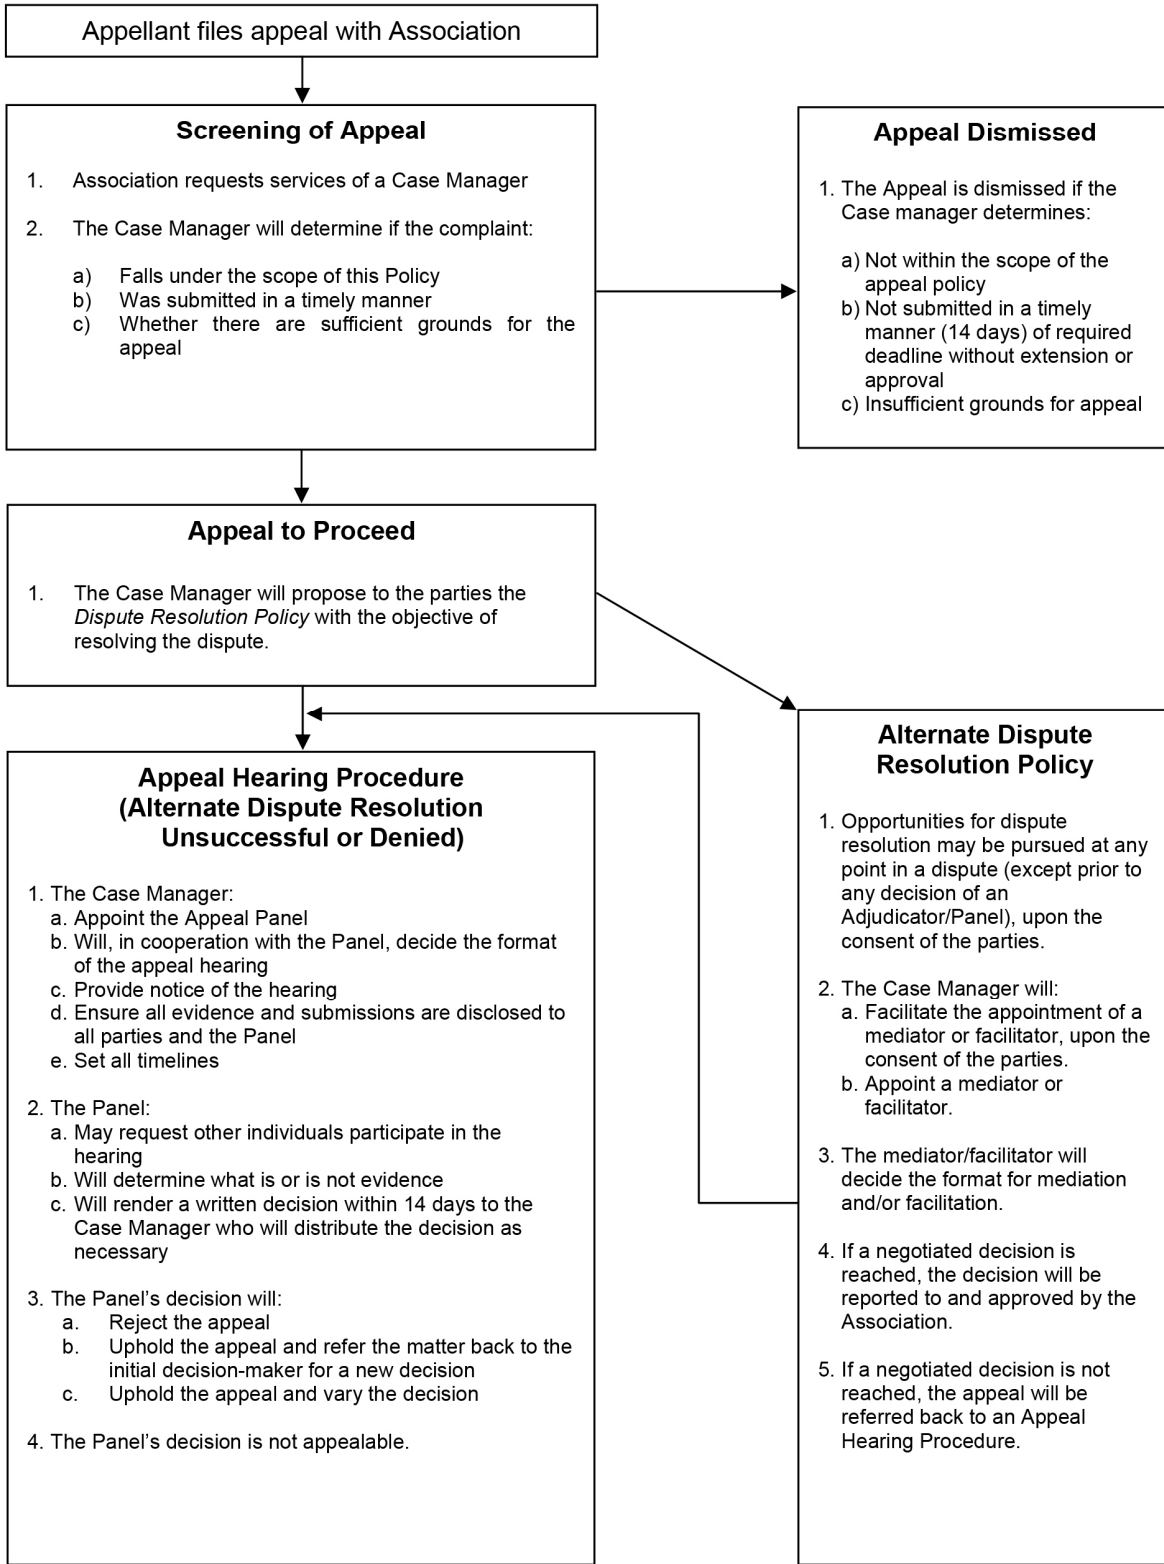 Appellant files appeal with Association
Screening of Appeal
1. Association requests services of a Case Manager
2. The Case Manager will determine if the complaint:
a) Falls under the scope of this Policy
b) Was submitted in a timely manner
c) Whether there are sufficient grounds for the
appeal
Appeal Dismissed
1. The Appeal is dismissed if the
Case manager determines:
a) Not within the scope of the
appeal policy
b) Not submitted in a timely
manner (14 days) of required
deadline without extension or
approval
c) Insufficient grounds for appeal
Appeal to Proceed
1. The Case Manager will propose to the parties the
Dispute Resolution Policy with the objective of
resolving the dispute.
Appeal Hearing Procedure
(Alternate Dispute Resolution
Unsuccessful or Denied)
1. The Case Manager:
a. Appoint the Appeal Panel
b. Will, in cooperation with the Panel, decide the format
of the appeal hearing
c. Provide notice of the hearing
d. Ensure all evidence and submissions are disclosed to
all parties and the Panel
e. Set all timelines
2. The Panel:
a. May request other individuals participate in the
hearing
b. Will determine what is or is not evidence
c. Will render a written decision within 14 days to the
Case Manager who will distribute the decision as
necessary
3. The Panel’s decision will:
a. Reject the appeal
b. Uphold the appeal and refer the matter back to the
initial decision-maker for a new decision
c. Uphold the appeal and vary the decision
4. The Panel’s decision is not appealable.
Alternate Dispute
Resolution Policy
1. Opportunities for dispute
resolution may be pursued at any
point in a dispute (except prior to
any decision of an
Adjudicator/Panel), upon the
consent of the parties.
2. The Case Manager will:
a. Facilitate the appointment of a
mediator or facilitator, upon the
consent of the parties.
b. Appoint a mediator or
facilitator.
3. The mediator/facilitator will
decide the format for mediation
and/or facilitation.
4. If a negotiated decision is
reached, the decision will be
reported to and approved by the
Association.
5. If a negotiated decision is not
reached, the appeal will be
referred back to an Appeal
Hearing Procedure.